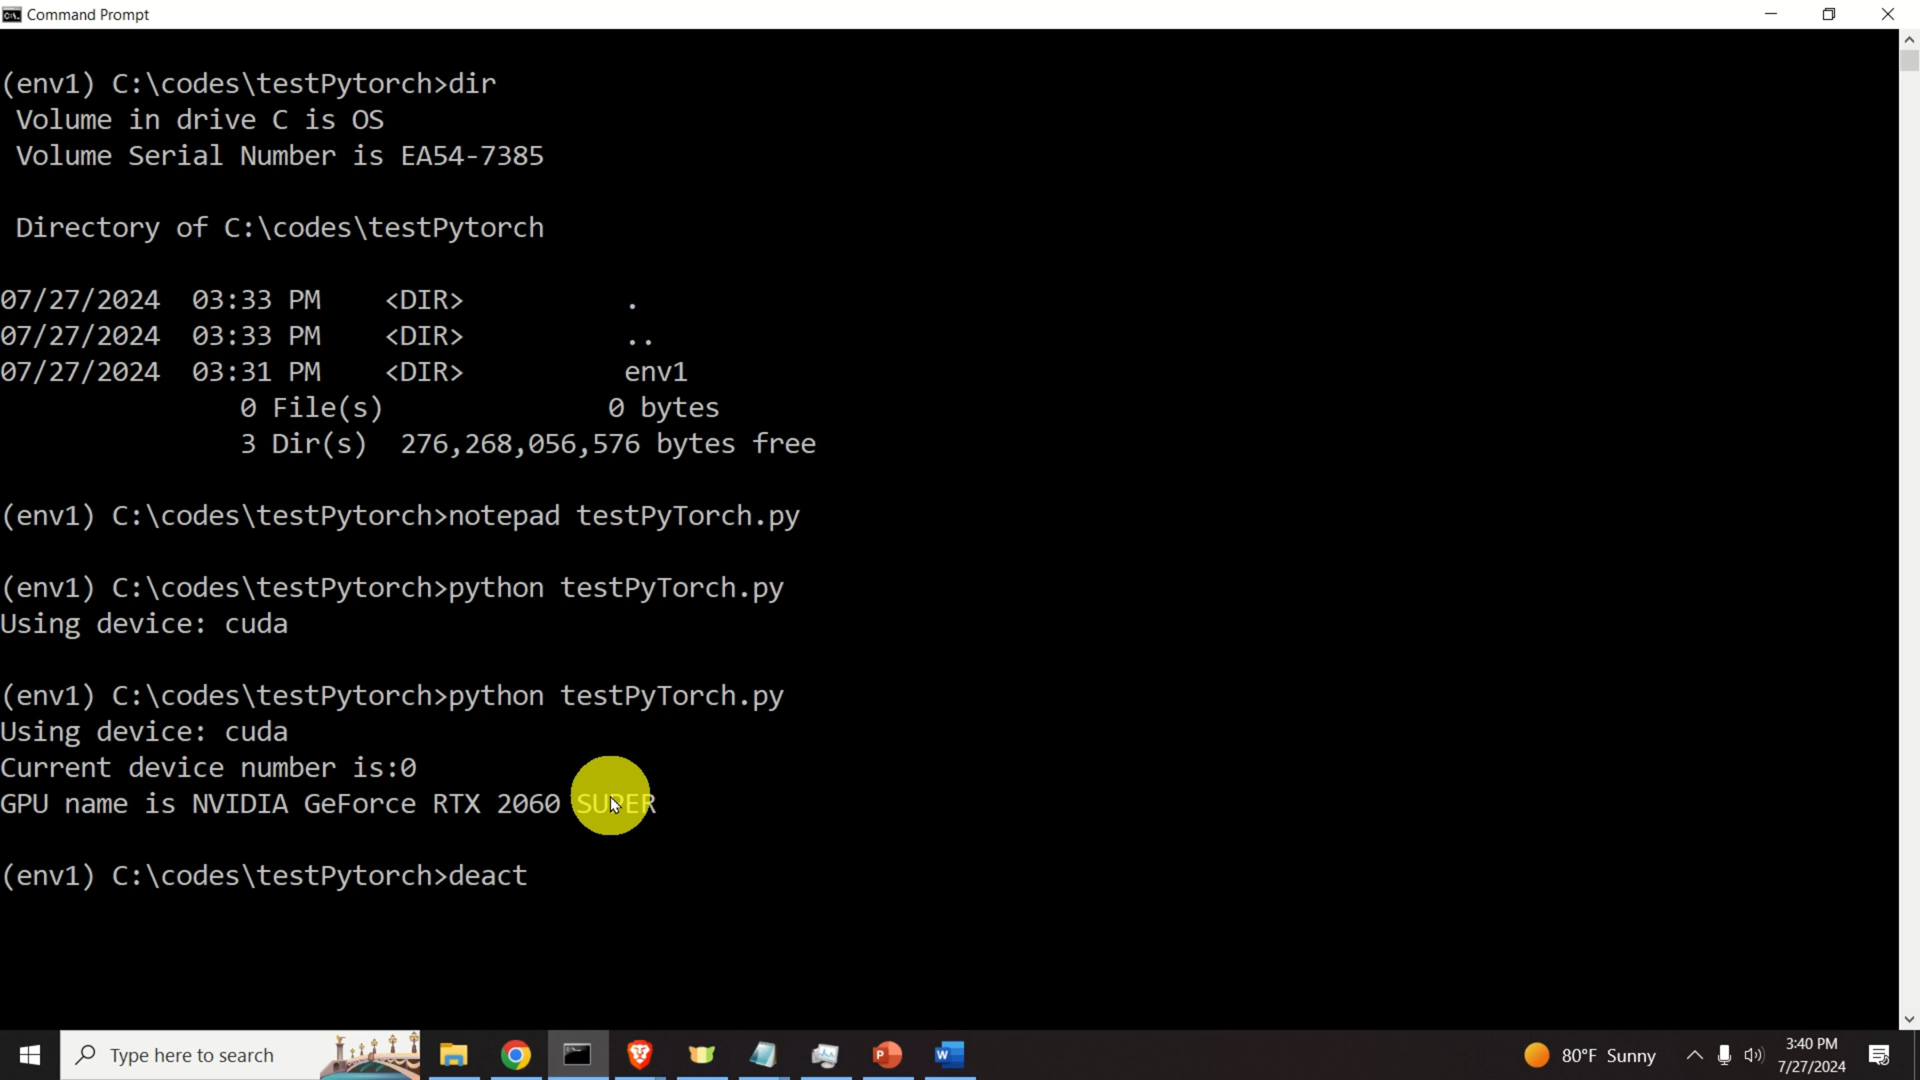 Command Prompt
(env1) C:\codes\testPytorch>dir
Volume in drive C is OS
Volume Serial Number is EA54-7385
Directory of C:\codes\testPytorch
07/27/2024  03:33 PM    <DIR>          .
07/27/2024  03:33 PM    <DIR>          ..
07/27/2024  03:31 PM    <DIR>          env1
0 File(s)              0 bytes
3 Dir(s)  276,268,056,576 bytes free
(env1) C:\codes\testPytorch>notepad testPyTorch.py
(env1) C:\codes\testPytorch>python testPyTorch.py
Using device: cuda
(env1) C:\codes\testPytorch>python testPyTorch.py
Using device: cuda
Current device number is:0
GPU name is NVIDIA GeForce RTX 2060 SUPER
(env1) C:\codes\testPytorch>deact
Type here to search
80°F Sunny
3:40 PM
7/27/2024